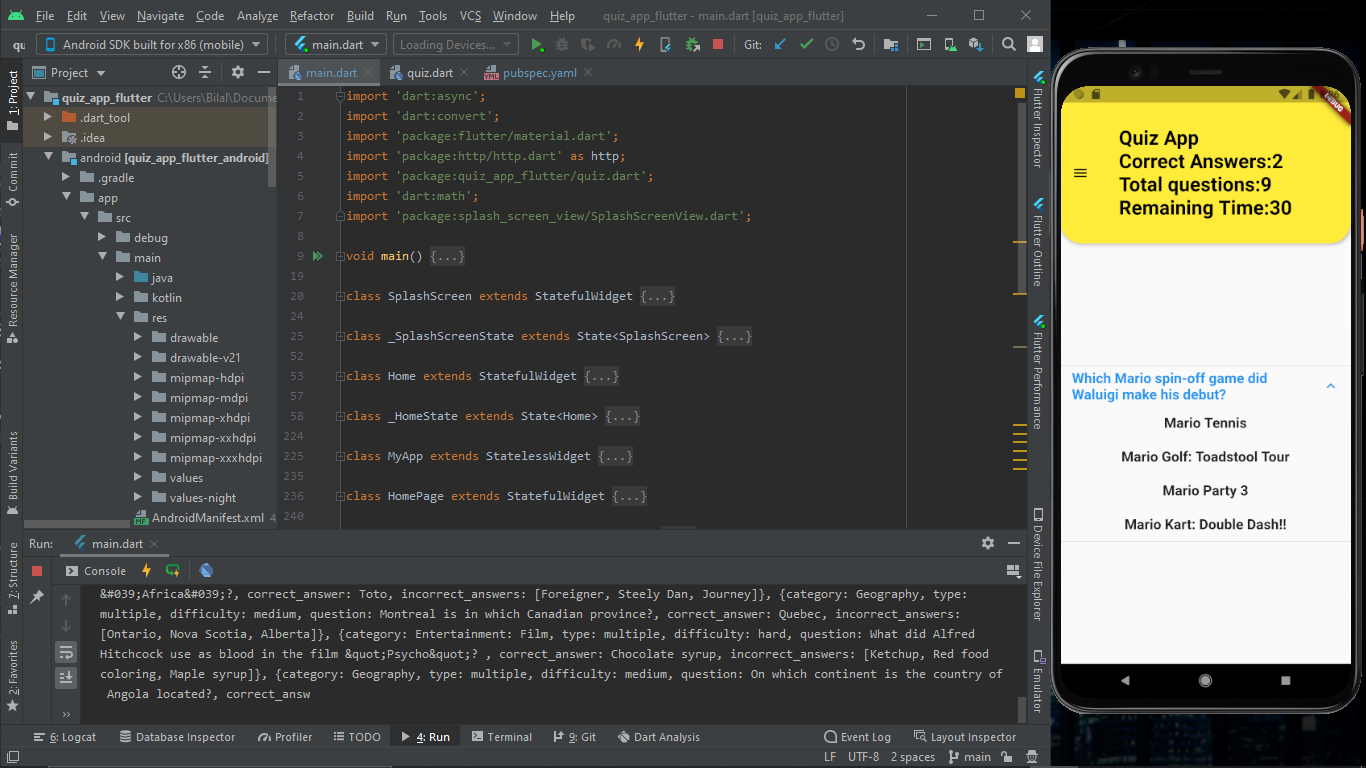 File Edit View Navigate Code Analyze Refactor Build Run Tools VCS Window Help quiz_app_flutter - main.dart [quiz_app_flutter]
qu Android SDK built for x86 (mobile) main.dart Loading Devices... Git:
Project
main.dart quiz.dart pubspec.yaml
1: Project
Commit
Resource Manager
Build Variants
7: Structure
2: Favorites
quiz_app_flutter C:\Users\Bilal\Docume
.dart_tool
.idea
android [quiz_app_flutter_android]
.gradle
app
src
debug
main
java
kotlin
res
drawable
drawable-v21
mipmap-hdpi
mipmap-mdpi
mipmap-xhdpi
mipmap-xxhdpi
mipmap-xxxhdpi
values
values-night
AndroidManifest.xml 4
1 import 'dart:async';
2 import 'dart:convert';
3 import 'package:flutter/material.dart';
4 import 'package:http/http.dart' as http;
5 import 'package:quiz_app_flutter/quiz.dart';
6 import 'dart:math';
7 import 'package:splash_screen_view/SplashScreenView.dart';
8
9 void main() {...}
19
20 class SplashScreen extends StatefulWidget {...}
24
25 class _SplashScreenState extends State<SplashScreen> {...}
52
53 class Home extends StatefulWidget {...}
57
58 class _HomeState extends State<Home> {...}
224
225 class MyApp extends StatelessWidget {...}
235
236 class HomePage extends StatefulWidget {...}
240
Flutter Inspector
Flutter Outline
Flutter Performance
Device File Explorer
Emulator
Run: main.dart
Console
&#039;Africa&#039;?, correct_answer: Toto, incorrect_answers: [Foreigner, Steely Dan, Journey]}, {category: Geography, type:
multiple, difficulty: medium, question: Montreal is in which Canadian province?, correct_answer: Quebec, incorrect_answers:
[Ontario, Nova Scotia, Alberta]}, {category: Entertainment: Film, type: multiple, difficulty: hard, question: What did Alfred
Hitchcock use as blood in the film &quot;Psycho&quot;? , correct_answer: Chocolate syrup, incorrect_answers: [Ketchup, Red food
coloring, Maple syrup]}, {category: Geography, type: multiple, difficulty: medium, question: On which continent is the country of
Angola located?, correct_answ
6: Logcat Database Inspector Profiler TODO 4: Run Terminal 9: Git Dart Analysis Event Log Layout Inspector
LF UTF-8 2 spaces main
DEBUG
Quiz App
Correct Answers:2
Total questions:9
Remaining Time:30
Which Mario spin-off game did
Waluigi make his debut?
Mario Tennis
Mario Golf: Toadstool Tour
Mario Party 3
Mario Kart: Double Dash!!